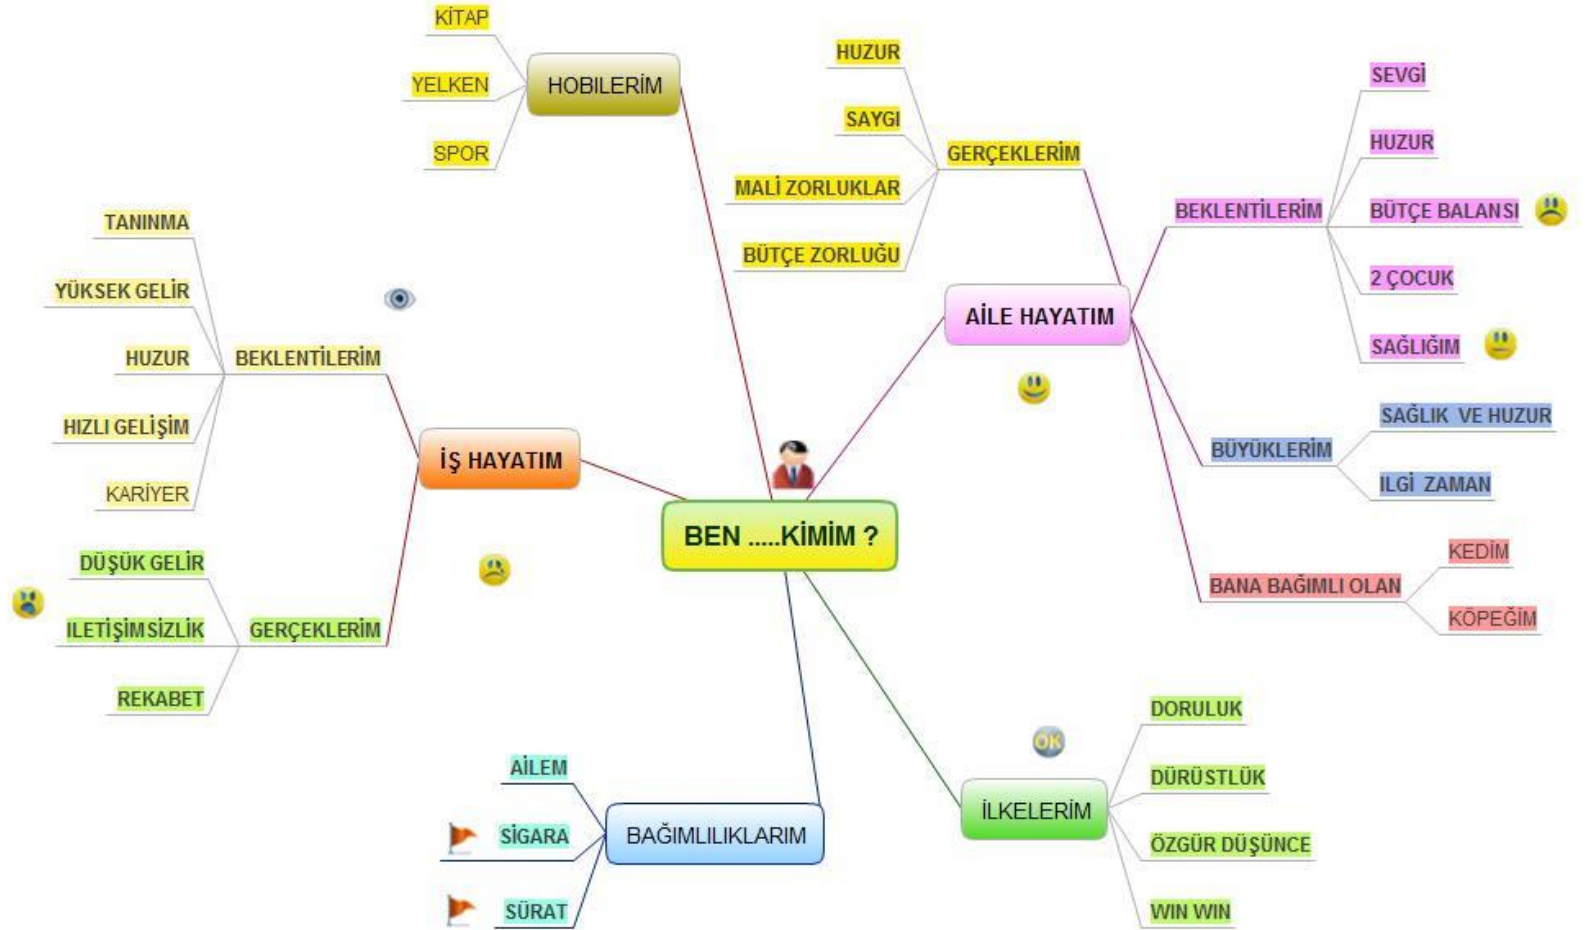 KİTAP
YELKEN
SPOR
HOBILERİM
HUZUR
SAYGI
MALİ ZORLUKLAR
BÜTÇE ZORLUĞU
GERÇEKLERİM
SEVGİ
HUZUR
BÜTÇE BALANSI
2 ÇOCUK
SAĞLIĞIM
BEKLENTİLERİM
AİLE HAYATIM
SAĞLIK VE HUZUR
BÜYÜKLERİM
ILGİ ZAMAN
KEDİM
BANA BAĞIMLI OLAN
KÖPEĞİM
TANINMA
YÜKSEK GELİR
HUZUR
BEKLENTİLERİM
HIZLI GELİŞİM
KARİYER
İŞ HAYATIM
BEN .....KİMİM ?
DÜŞÜK GELİR
ILETİŞİMSİZLİK
GERÇEKLERİM
REKABET
AİLEM
SİGARA
SÜRAT
BAĞIMLILIKLARIM
OK
İLKELERİM
DORULUK
DÜRÜSTLÜK
ÖZGÜR DÜŞÜNCE
WIN WIN